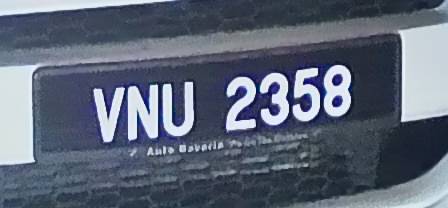 VNU 2358
Auto Bavaria